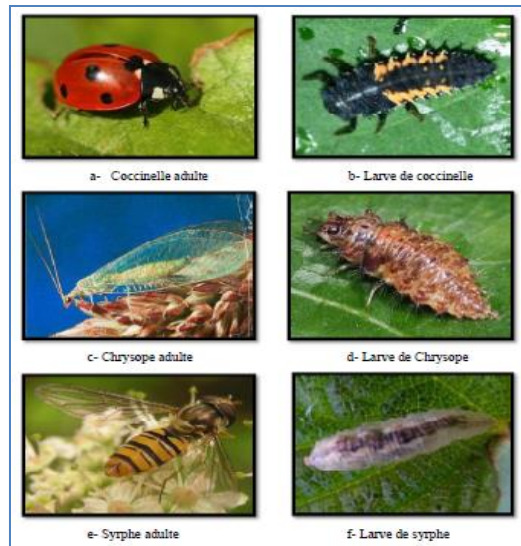 a- Coccinelle adulte
b- Larve de coccinelle
c- Chrysope adulte
d- Larve de Chrysope
e- Syrphe adulte
f- Larve de syrphe